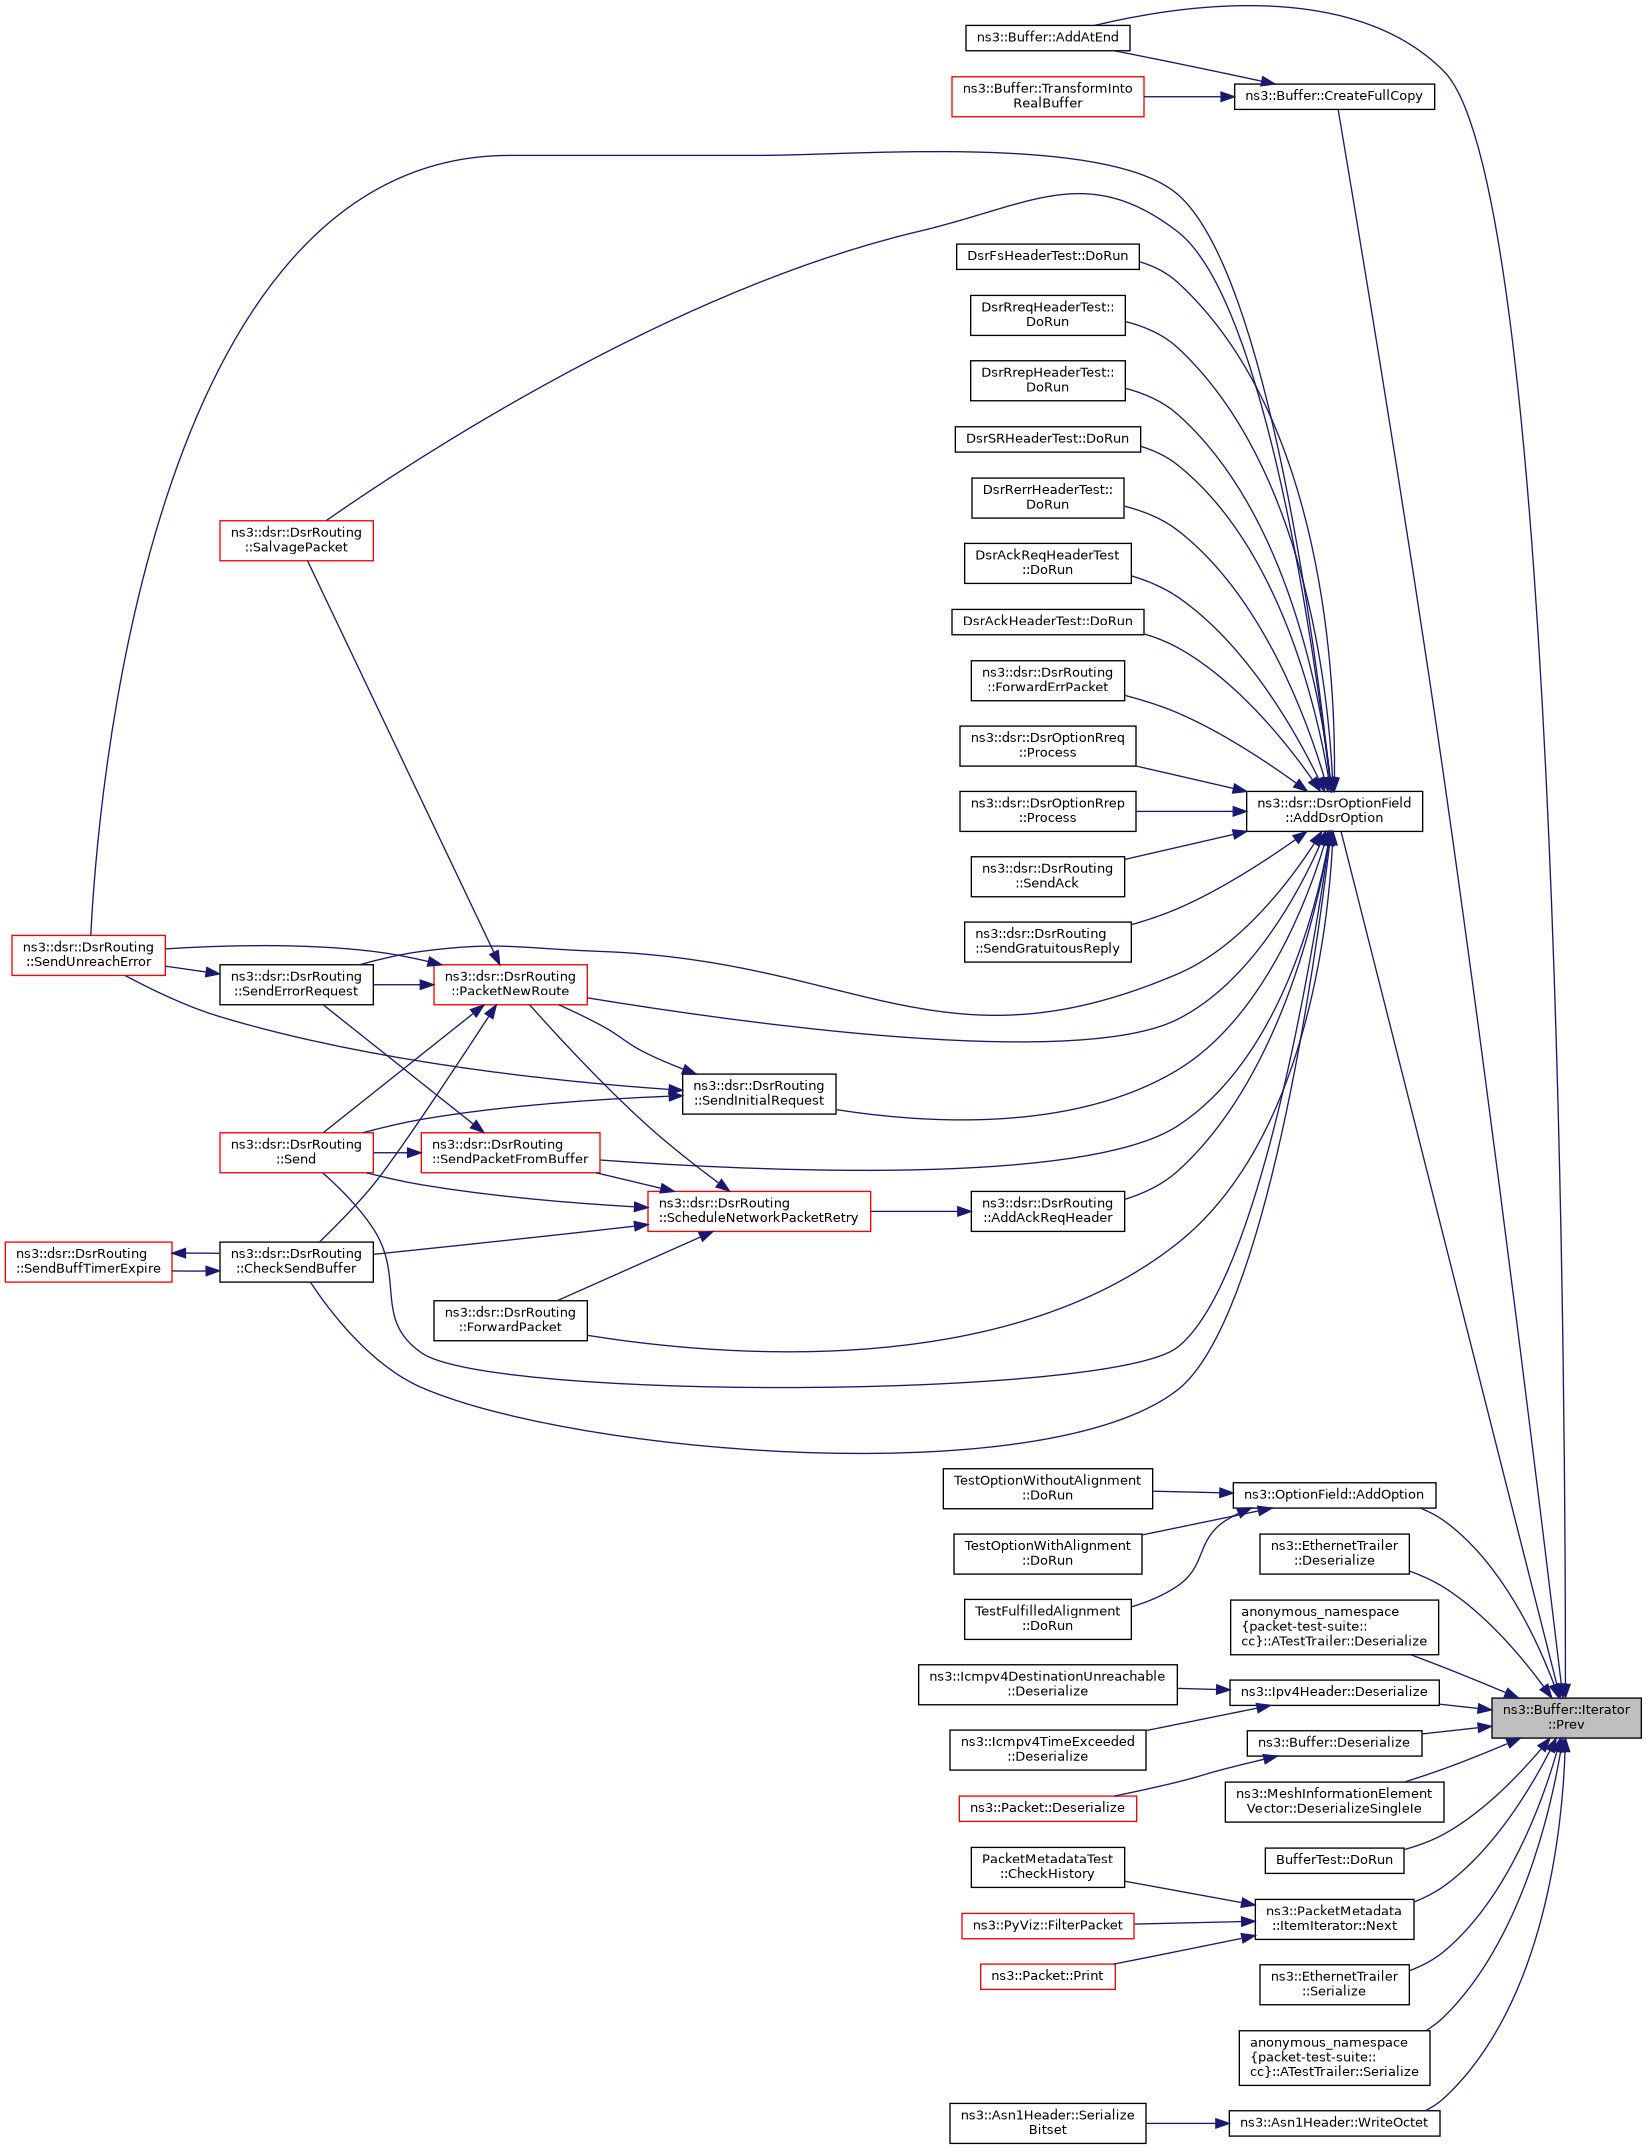 ns3::Buffer::AddAtEnd
ns3::Buffer::TransformInto
RealBuffer
ns3::Buffer::CreateFullCopy
DsrFsHeaderTest::DoRun
DsrRreqHeaderTest::
DoRun
DsrRrepHeaderTest::
DoRun
DsrSRHeaderTest::DoRun
DsrRerrHeaderTest::
DoRun
ns3::dsr::DsrRouting
::SalvagePacket
DsrAckReqHeaderTest
::DoRun
DsrAckHeaderTest::DoRun
ns3::dsr::DsrRouting
::ForwardErrPacket
ns3::dsr::DsrOptionRreq
::Process
ns3::dsr::DsrOptionRrep
::Process
ns3::dsr::DsrOptionField
::AddDsrOption
ns3::dsr::DsrRouting
::SendAck
ns3::dsr::DsrRouting
::SendGratuitousReply
ns3::dsr::DsrRouting
::SendUnreachError
ns3::dsr::DsrRouting
::SendErrorRequest
ns3::dsr::DsrRouting
::PacketNewRoute
ns3::dsr::DsrRouting
::SendInitialRequest
ns3::dsr::DsrRouting
::Send
ns3::dsr::DsrRouting
::SendPacketFromBuffer
ns3::dsr::DsrRouting
::ScheduleNetworkPacketRetry
ns3::dsr::DsrRouting
::AddAckReqHeader
ns3::dsr::DsrRouting
::SendBuffTimerExpire
ns3::dsr::DsrRouting
::CheckSendBuffer
ns3::dsr::DsrRouting
::ForwardPacket
TestOptionWithoutAlignment
::DoRun
ns3::OptionField::AddOption
TestOptionWithAlignment
::DoRun
ns3::EthernetTrailer
::Deserialize
TestFulfilledAlignment
::DoRun
anonymous_namespace
{packet-test-suite::
cc}::ATestTrailer::Deserialize
ns3::Icmpv4DestinationUnreachable
::Deserialize
ns3::Ipv4Header::Deserialize
ns3::Buffer::Iterator
::Prev
ns3::Icmpv4TimeExceeded
::Deserialize
ns3::Buffer::Deserialize
ns3::Packet::Deserialize
ns3::MeshInformationElement
Vector::DeserializeSingleIe
PacketMetadataTest
::CheckHistory
BufferTest::DoRun
ns3::PyViz::FilterPacket
ns3::PacketMetadata
::ItemIterator::Next
ns3::Packet::Print
ns3::EthernetTrailer
::Serialize
anonymous_namespace
{packet-test-suite::
cc}::ATestTrailer::Serialize
ns3::Asn1Header::Serialize
Bitset
ns3::Asn1Header::WriteOctet